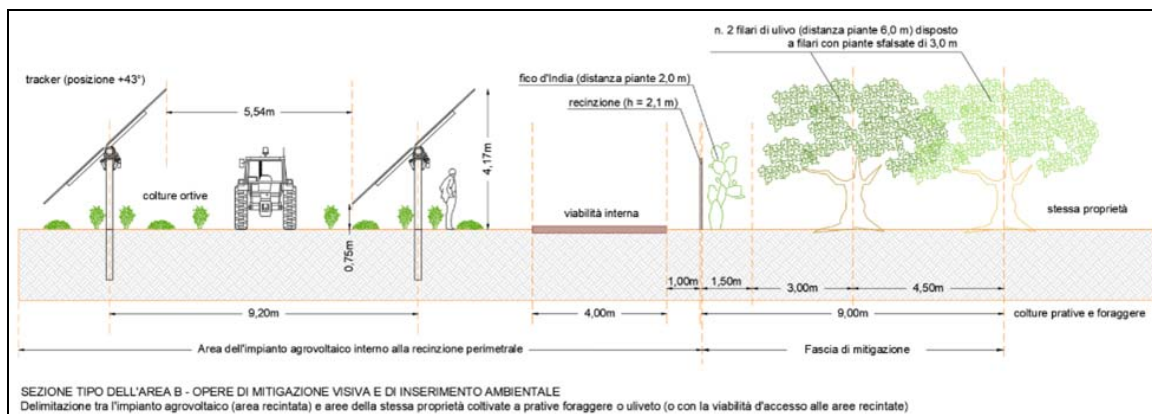 n. 2 filari di ulivo (distanza piante 6,0 m) disposto
a filari con piante sfalsate di 3,0 m
tracker (posizione +43°)
fico d'India (distanza piante 2,0 m)
recinzione (h = 2,1 m)
5,54m
4,17m
colture ortive
viabilità interna
stessa proprietà
0,75m
1,00m
1,50m
3,00m
4,50m
9,20m
4,00m
9,00m
colture prative e foraggere
Area dell'impianto agrovoltaico interno alla recinzione perimetrale
Fascia di mitigazione
SEZIONE TIPO DELL'AREA B - OPERE DI MITIGAZIONE VISIVA E DI INSERIMENTO AMBIENTALE
Delimitazione tra l'impianto agrovoltaico (area recintata) e aree della stessa proprietà coltivate a prative foraggere o uliveto (o con la viabilità d'accesso alle aree recintate)